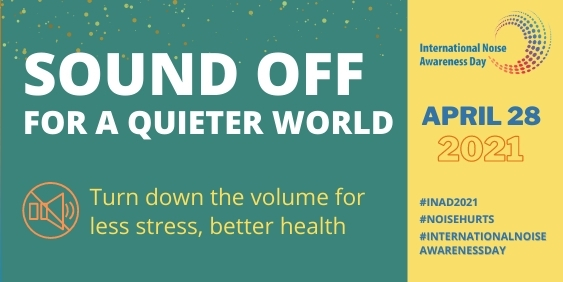 SOUND OFF
FOR A QUIETER WORLD
Turn down the volume for
less stress, better health
International Noise
Awareness Day
APRIL 28
2021
#INAD2021
#NOISEHURTS
#INTERNATIONALNOISE
AWARENESSDAY